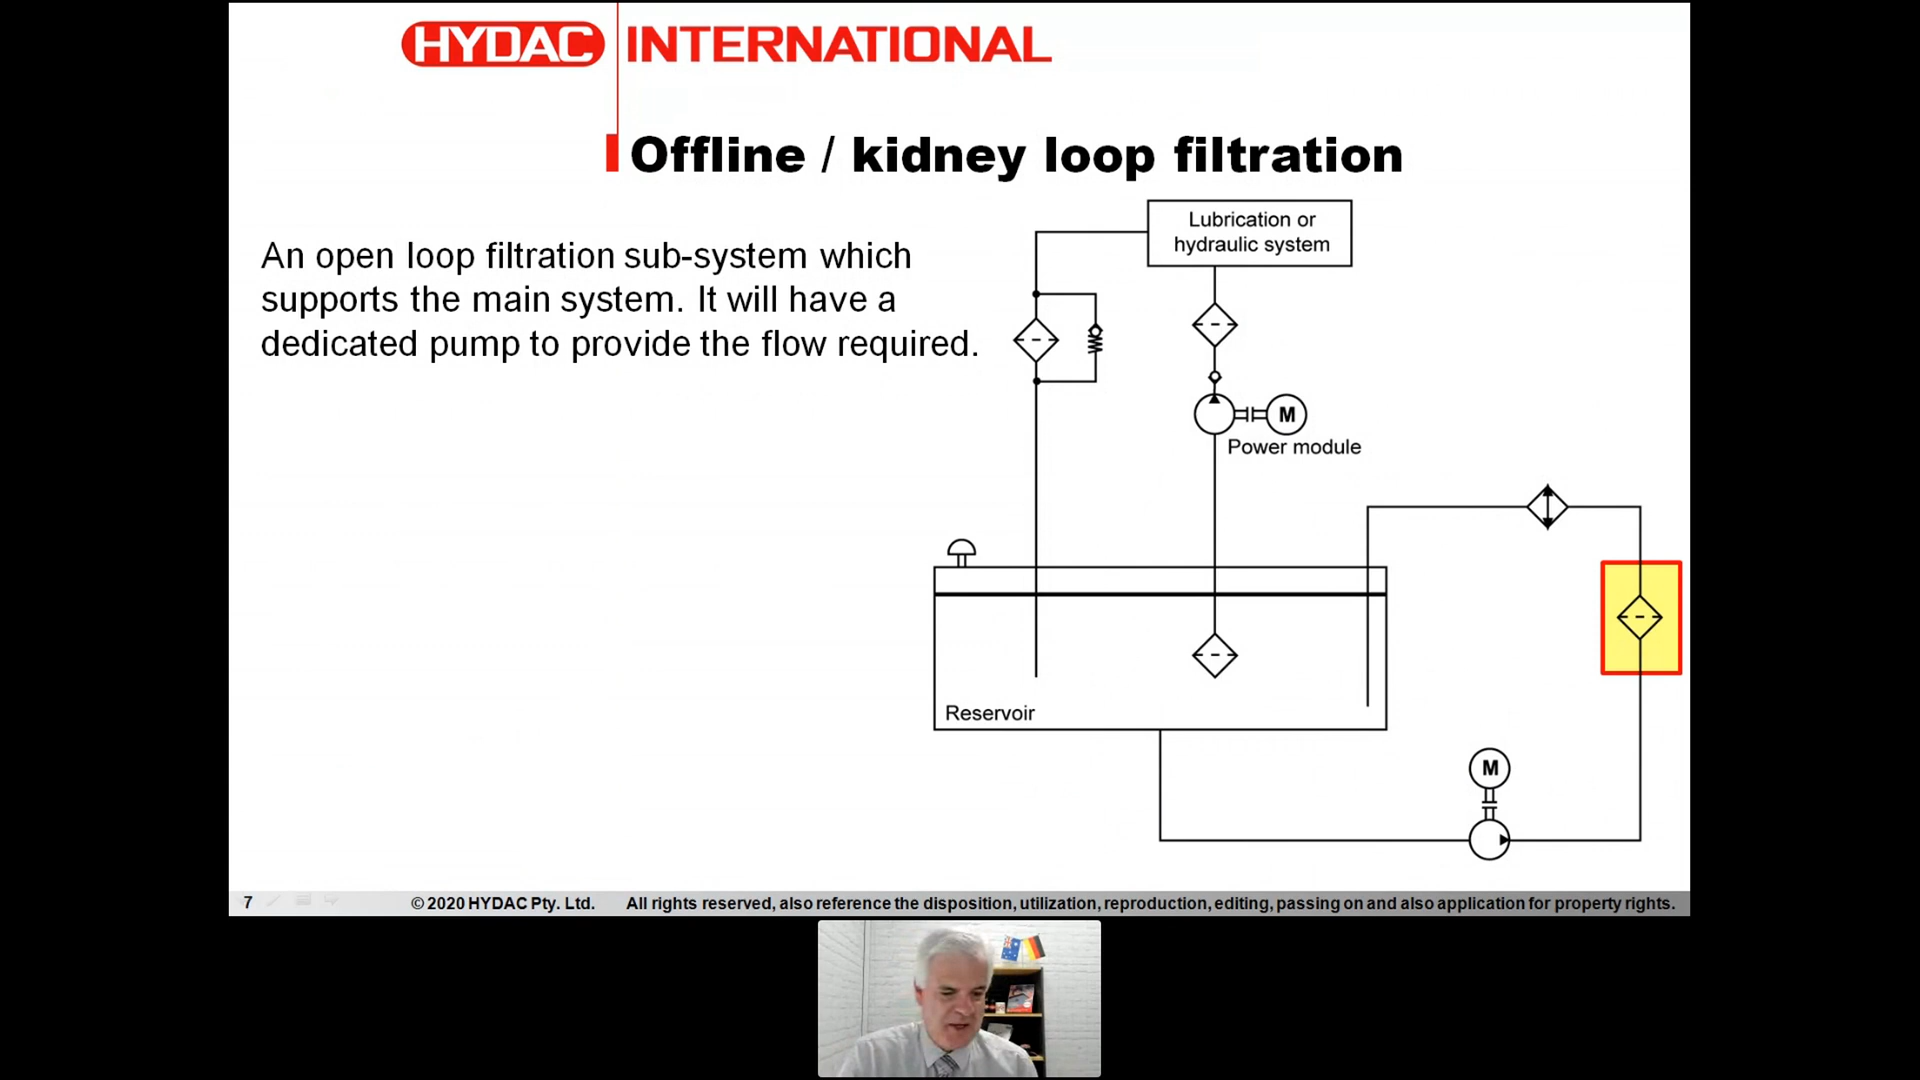 HYDAC INTERNATIONAL
Offline / kidney loop filtration
An open loop filtration sub-system which
supports the main system. It will have a
dedicated pump to provide the flow required.
Lubrication or
hydraulic system
M
Power module
Reservoir
M
7
© 2020 HYDAC Pty. Ltd.
All rights reserved, also reference the disposition, utilization, reproduction, editing, passing on and also application for property rights.